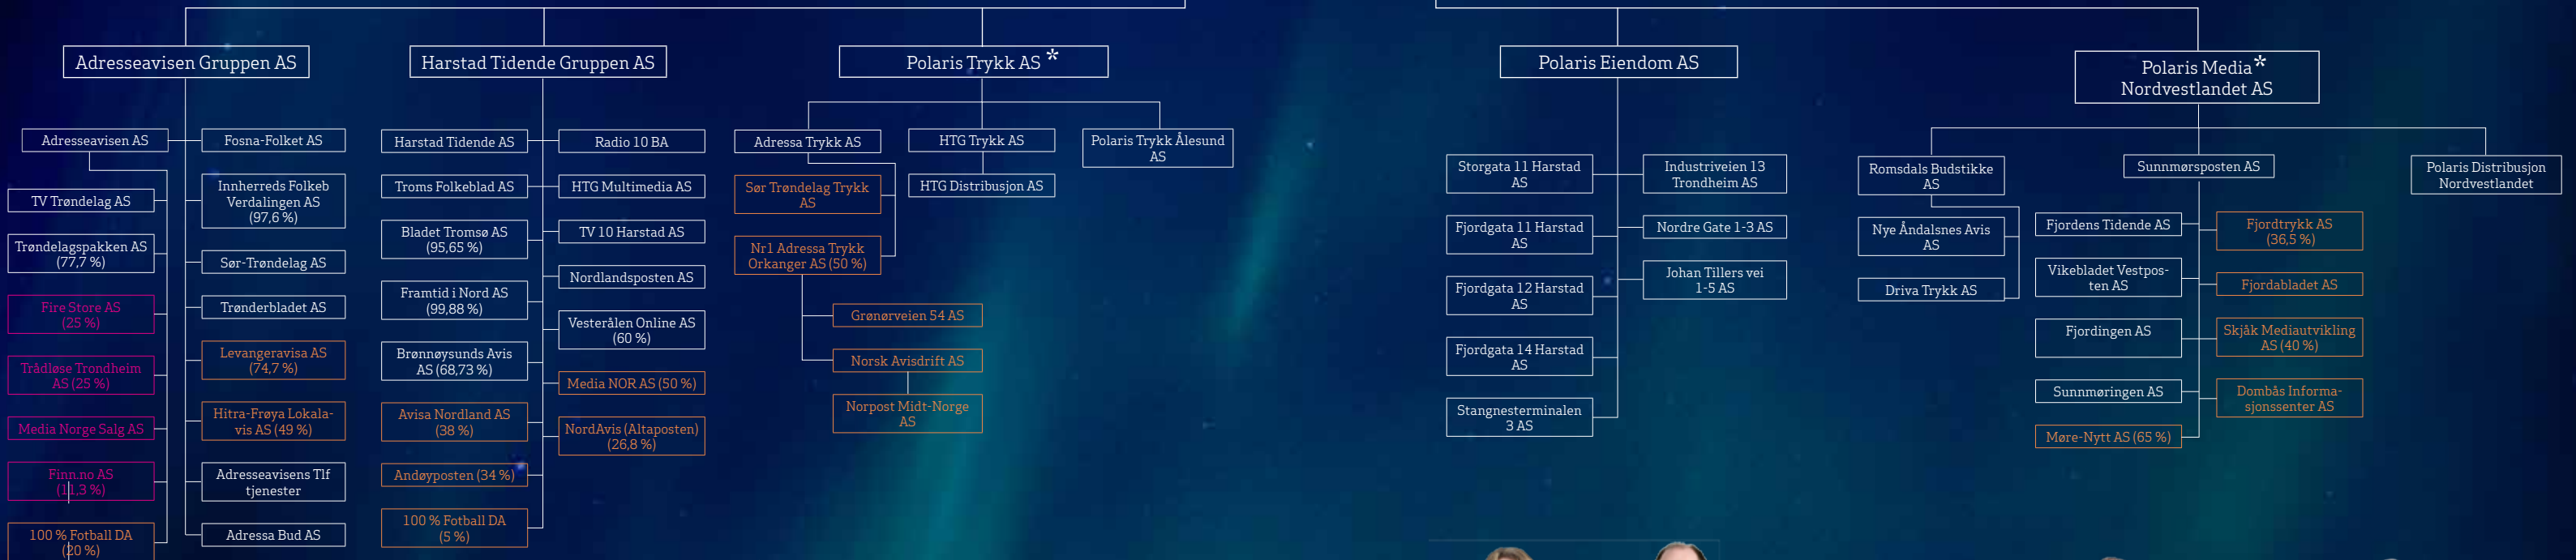 Adresseavisen Gruppen AS
Adresseavisen AS
Fosna-Folket AS
TV Trøndelag AS
Innherreds Folkeb
Verdalingen AS
(97,6 %)
Trøndelagspakken AS
(77,7 %)
Sør-Trøndelag AS
Fire Store AS
(25 %)
Trønderbladet AS
Trådløse Trondheim
AS (25 %)
Levangeravisa AS
(74,7 %)
Media Norge Salg AS
Hitra-Frøya Lokala-
vis AS (49 %)
Finn.no AS
(11,3 %)
Adresseavisens Tlf
tjenester
100 % Fotball DA
(20 %)
Adressa Bud AS
Harstad Tidende Gruppen AS
Harstad Tidende AS
Radio 10 BA
Troms Folkeblad AS
HTG Multimedia AS
Bladet Tromsø AS
(95,65 %)
TV 10 Harstad AS
Framtid i Nord AS
(99,88 %)
Nordlandsposten AS
Brønnøysunds Avis
AS (68,73 %)
Vesterålen Online AS
(60 %)
Avisa Nordland AS
(38 %)
Media NOR AS (50 %)
Andøyposten (34 %)
NordAvis (Altaposten)
(26,8 %)
100 % Fotball DA
(5 %)
Polaris Trykk AS *
Adressa Trykk AS
HTG Trykk AS
Polaris Trykk Ålesund
AS
Sør Trøndelag Trykk
AS
HTG Distribusjon AS
Nr1 Adressa Trykk
Orkanger AS (50 %)
Grønørveien 54 AS
Norsk Avisdrift AS
Norpost Midt-Norge
AS
Polaris Eiendom AS
Storgata 11 Harstad
AS
Industriveien 13
Trondheim AS
Fjordgata 11 Harstad
AS
Nordre Gate 1-3 AS
Fjordgata 12 Harstad
AS
Johan Tillers vei
1-5 AS
Fjordgata 14 Harstad
AS
Stangnesterminalen
3 AS
Polaris Media*
Nordvestlandet AS
Romsdals Budstikke
AS
Sunnmørsposten AS
Polaris Distribusjon
Nordvestlandet
Nye Åndalsnes Avis
AS
Driva Trykk AS
Fjordens Tidende AS
Fjordtrykk AS
(36,5 %)
Vikebladet Vestpos-
ten AS
Fjordabladet AS
Fjordingen AS
Skjåk Mediautvikling
AS (40 %)
Sunnmøringen AS
Dombås Informa-
sjonssenter AS
Møre-Nytt AS (65 %)